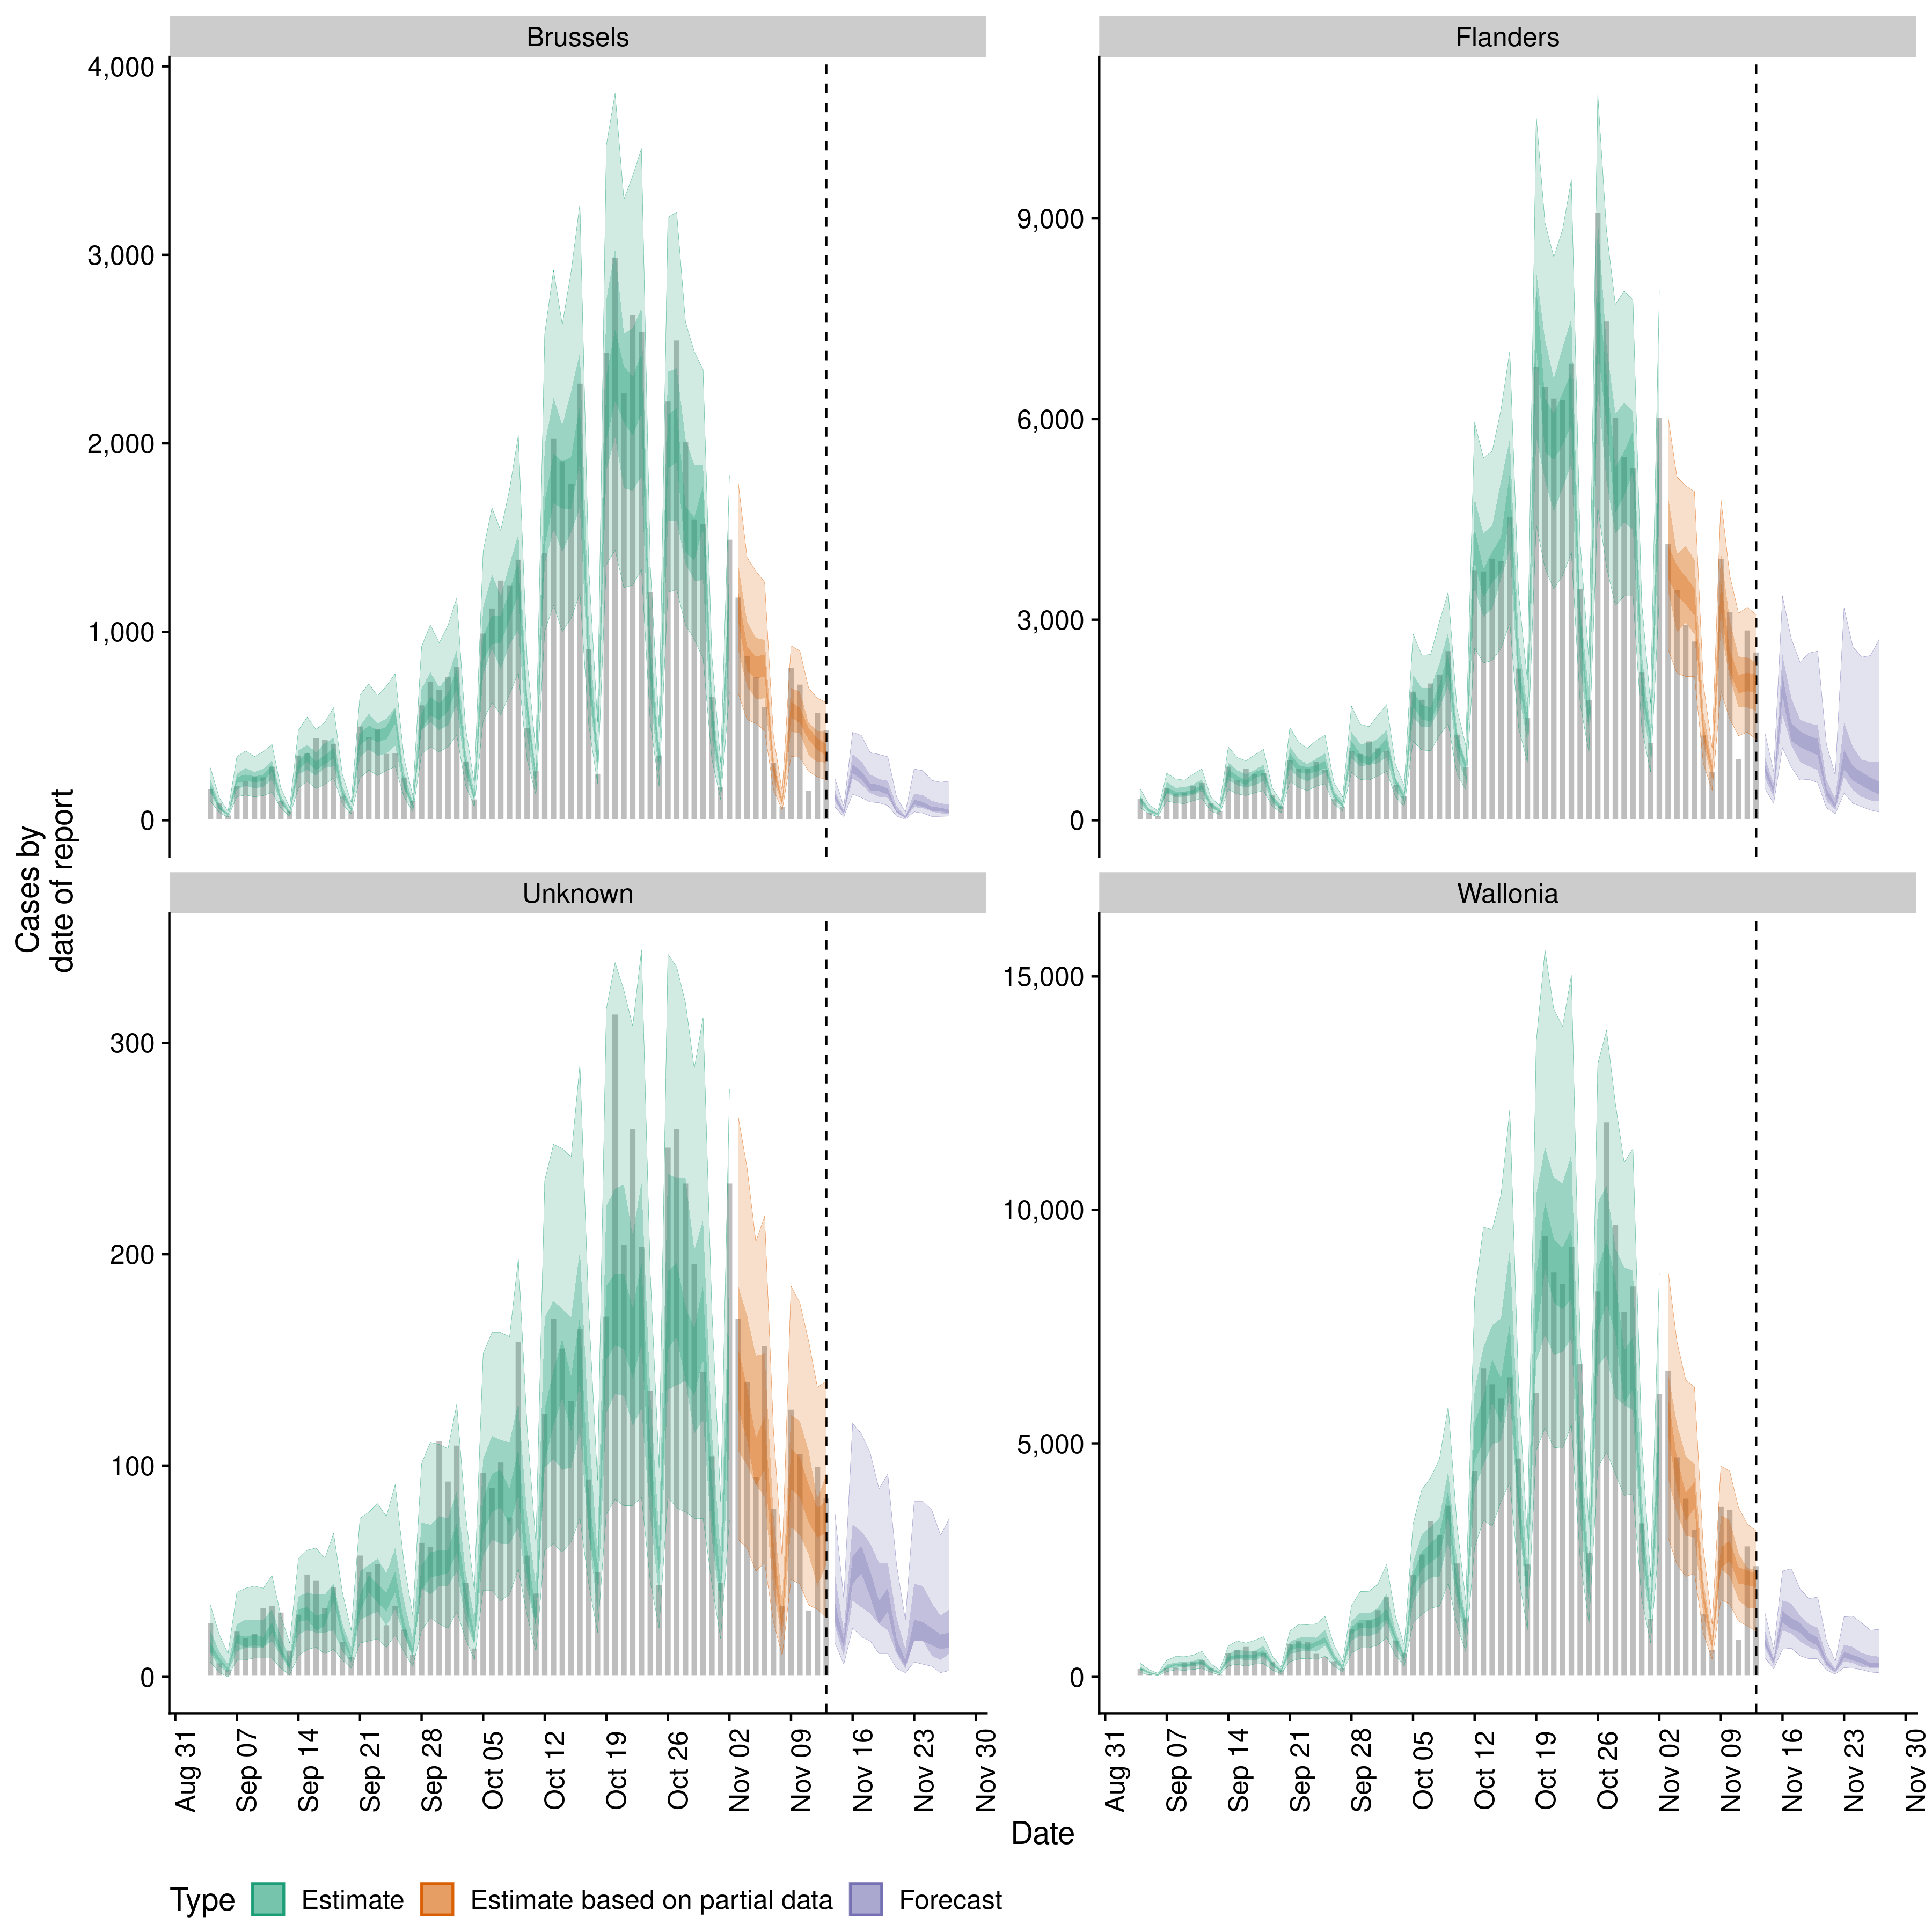 Brussels
Flanders
4,000
3,000
2,000
1,000
0
9,000
6,000
3,000
0
Cases by
date of report
Unknown
Wallonia
300
200
100
0
15,000
10,000
5,000
0
Aug 31
Sep 07
Sep 14
Sep 21
Sep 28
Oct 05
Oct 12
Oct 19
Oct 26
Nov 02
Nov 09
Nov 16
Nov 23
Nov 30
Aug 31
Sep 07
Sep 14
Sep 21
Sep 28
Oct 05
Oct 12
Oct 19
Oct 26
Nov 02
Nov 09
Nov 16
Nov 23
Nov 30
Date
Type Estimate Estimate based on partial data Forecast